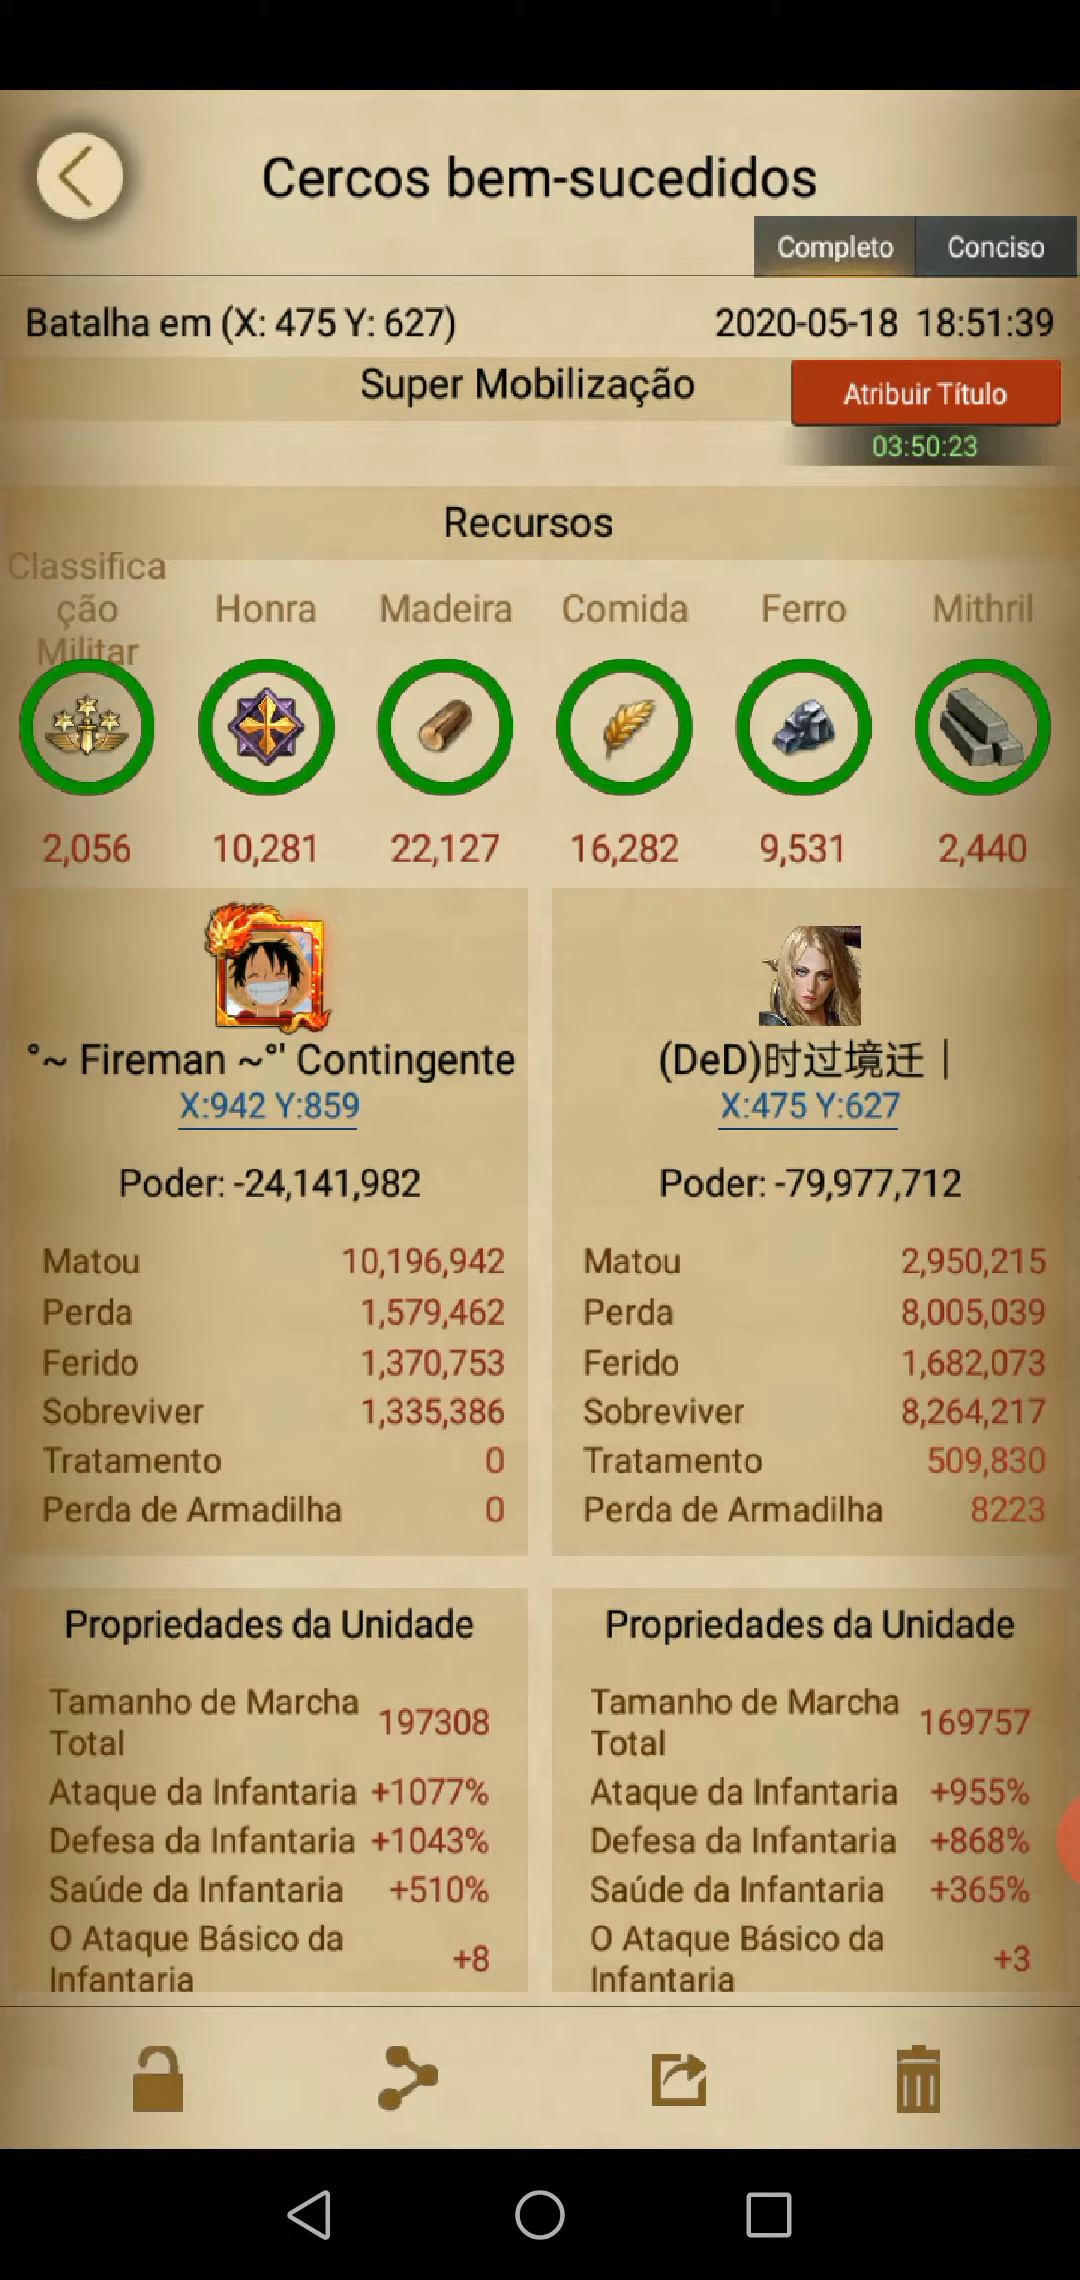 Cercos bem-sucedidos
Completo Conciso
Batalha em (X: 475 Y: 627) 2020-05-18 18:51:39
Super Mobilização Atribuir Título
03:50:23
Recursos
Classifica
ção Honra Madeira Comida Ferro Mithril
Militar
2,056 10,281 22,127 16,282 9,531 2,440
°~ Fireman ~°' Contingente
X:942 Y:859
Poder: -24,141,982
Matou 10,196,942
Perda 1,579,462
Ferido 1,370,753
Sobreviver 1,335,386
Tratamento 0
Perda de Armadilha 0
(DeD)时过境迁丨
X:475 Y:627
Poder: -79,977,712
Matou 2,950,215
Perda 8,005,039
Ferido 1,682,073
Sobreviver 8,264,217
Tratamento 509,830
Perda de Armadilha 8223
Propriedades da Unidade
Tamanho de Marcha
Total 197308
Ataque da Infantaria +1077%
Defesa da Infantaria +1043%
Saúde da Infantaria +510%
O Ataque Básico da
Infantaria +8
Propriedades da Unidade
Tamanho de Marcha
Total 169757
Ataque da Infantaria +955%
Defesa da Infantaria +868%
Saúde da Infantaria +365%
O Ataque Básico da
Infantaria +3